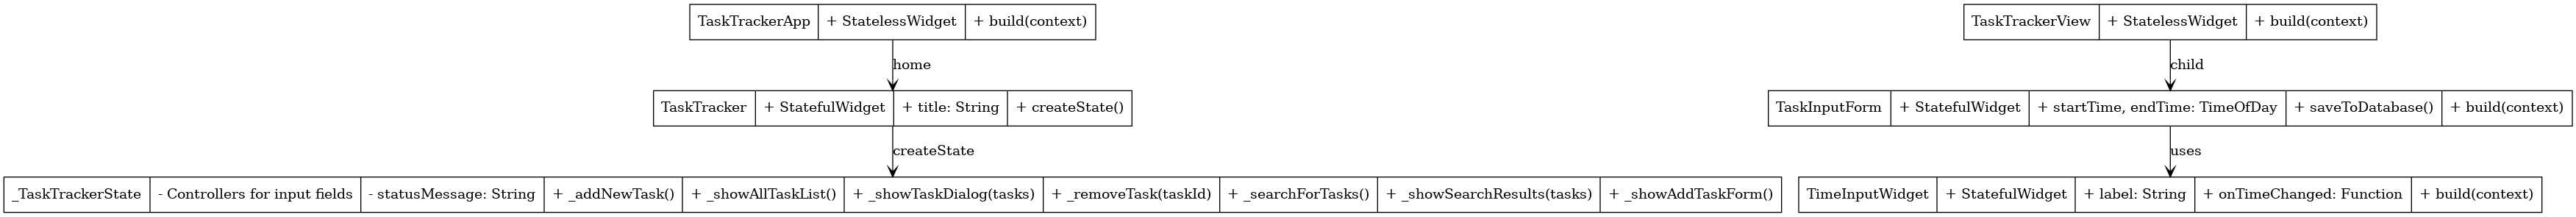 TaskTrackerApp + StatelessWidget + build(context)
TaskTrackerView + StatelessWidget + build(context)
home
child
TaskTracker + StatefulWidget + title: String + createState()
TaskInputForm + StatefulWidget + startTime, endTime: TimeOfDay + saveToDatabase() + build(context)
createState
uses
_TaskTrackerState - Controllers for input fields - statusMessage: String + _addNewTask() + _showAllTaskList() + _showTaskDialog(tasks) + _removeTask(taskId) + _searchForTasks() + _showSearchResults(tasks) + _showAddTaskForm()
TimeInputWidget + StatefulWidget + label: String + onTimeChanged: Function + build(context)